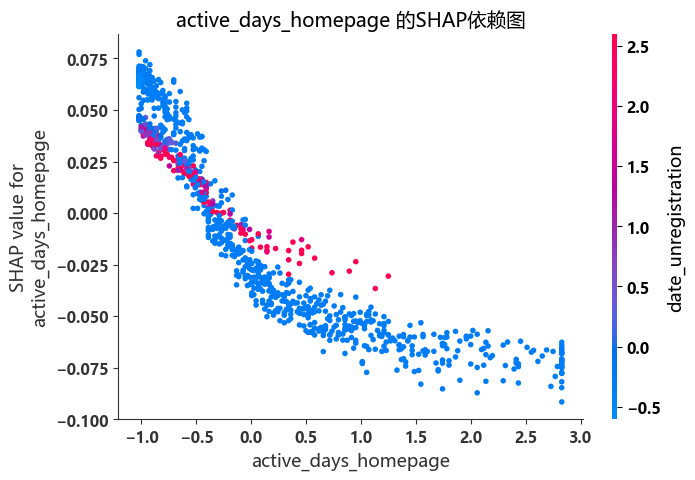 active_days_homepage 的SHAP依赖图
0.075
0.050
0.025
0.000
−0.025
−0.050
−0.075
−0.100
SHAP value for
active_days_homepage
−1.0 −0.5 0.0 0.5 1.0 1.5 2.0 2.5 3.0
active_days_homepage
2.5
2.0
1.5
1.0
0.5
0.0
−0.5
date_unregistration